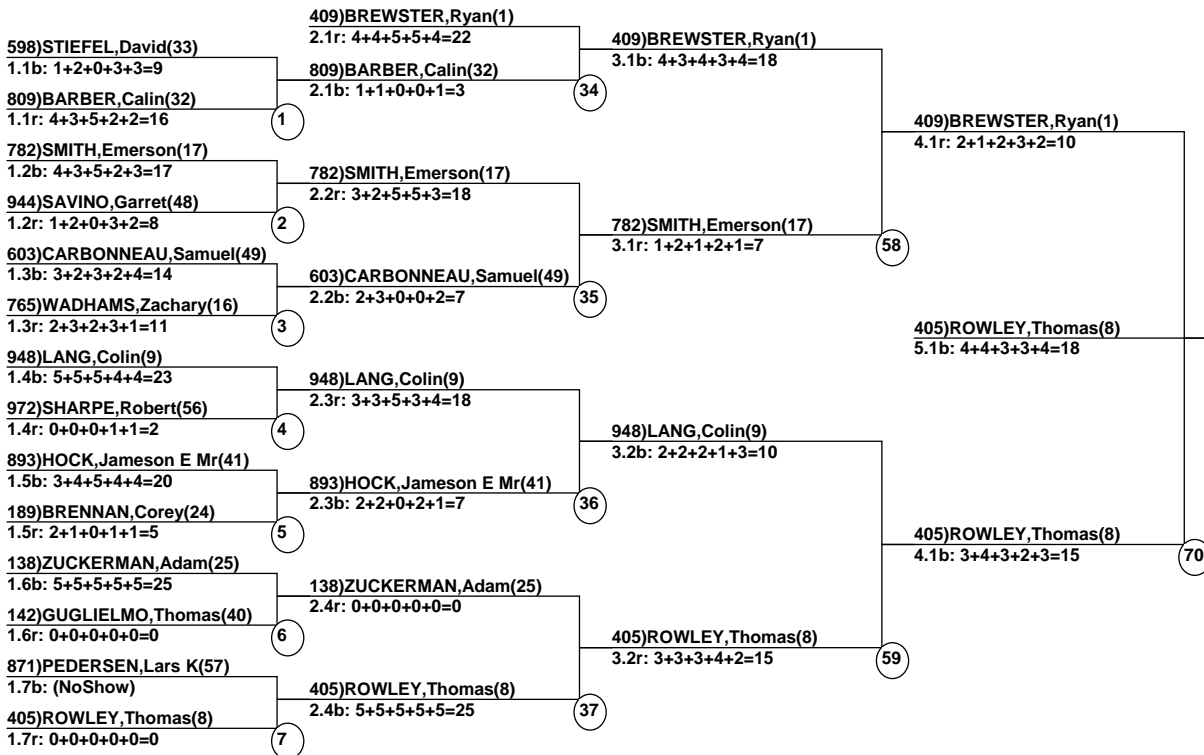 598)STIEFEL,David(33)
1.1b: 1+2+0+3+3=9
809)BARBER,Calin(32)
1.1r: 4+3+5+2+2=16
1
782)SMITH,Emerson(17)
1.2b: 4+3+5+2+3=17
944)SAVINO,Garret(48)
1.2r: 1+2+0+3+2=8
2
603)CARBONNEAU,Samuel(49)
1.3b: 3+2+3+2+4=14
765)WADHAMS,Zachary(16)
1.3r: 2+3+2+3+1=11
3
948)LANG,Colin(9)
1.4b: 5+5+5+4+4=23
972)SHARPE,Robert(56)
1.4r: 0+0+0+1+1=2
4
893)HOCK,Jameson E Mr(41)
1.5b: 3+4+5+4+4=20
189)BRENNAN,Corey(24)
1.5r: 2+1+0+1+1=5
5
138)ZUCKERMAN,Adam(25)
1.6b: 5+5+5+5+5=25
142)GUGLIELMO,Thomas(40)
1.6r: 0+0+0+0+0=0
6
871)PEDERSEN,Lars K(57)
1.7b: (NoShow)
405)ROWLEY,Thomas(8)
1.7r: 0+0+0+0+0=0
7
409)BREWSTER,Ryan(1)
2.1r: 4+4+5+5+4=22
809)BARBER,Calin(32)
2.1b: 1+1+0+0+1=3
34
782)SMITH,Emerson(17)
2.2r: 3+2+5+5+3=18
603)CARBONNEAU,Samuel(49)
2.2b: 2+3+0+0+2=7
35
948)LANG,Colin(9)
2.3r: 3+3+5+3+4=18
893)HOCK,Jameson E Mr(41)
2.3b: 2+2+0+2+1=7
36
138)ZUCKERMAN,Adam(25)
2.4r: 0+0+0+0+0=0
405)ROWLEY,Thomas(8)
2.4b: 5+5+5+5+5=25
37
409)BREWSTER,Ryan(1)
3.1b: 4+3+4+3+4=18
782)SMITH,Emerson(17)
3.1r: 1+2+1+2+1=7
58
948)LANG,Colin(9)
3.2b: 2+2+2+1+3=10
405)ROWLEY,Thomas(8)
3.2r: 3+3+3+4+2=15
59
409)BREWSTER,Ryan(1)
4.1r: 2+1+2+3+2=10
405)ROWLEY,Thomas(8)
4.1b: 3+4+3+2+3=15
70
405)ROWLEY,Thomas(8)
5.1b: 4+4+3+3+4=18